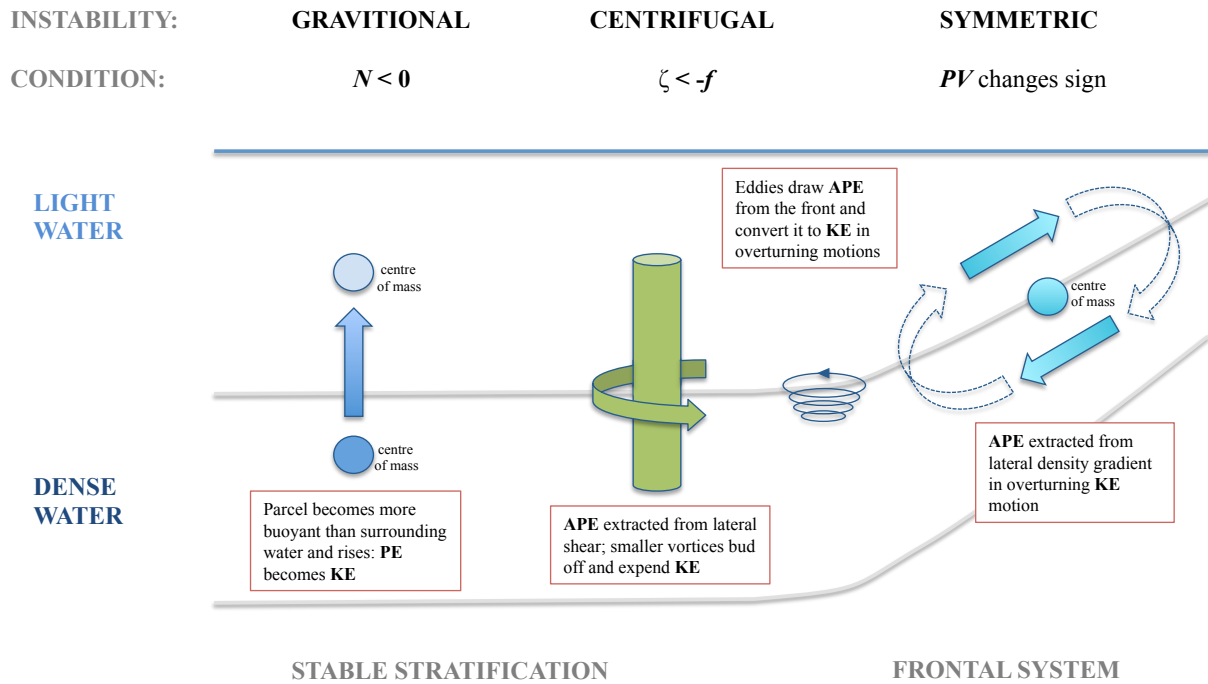 INSTABILITY:
GRAVITIONAL
CENTRIFUGAL
SYMMETRIC
CONDITION:
N < 0
ζ < -f
PV changes sign
LIGHT
WATER
Eddies draw APE
from the front and
convert it to KE in
overturning motions
centre
of mass
centre
of mass
centre
of mass
DENSE
WATER
Parcel becomes more
buoyant than surrounding
water and rises: PE
becomes KE
APE extracted from lateral
shear; smaller vortices bud
off and expend KE
APE extracted from
lateral density gradient
in overturning KE
motion
STABLE STRATIFICATION
FRONTAL SYSTEM